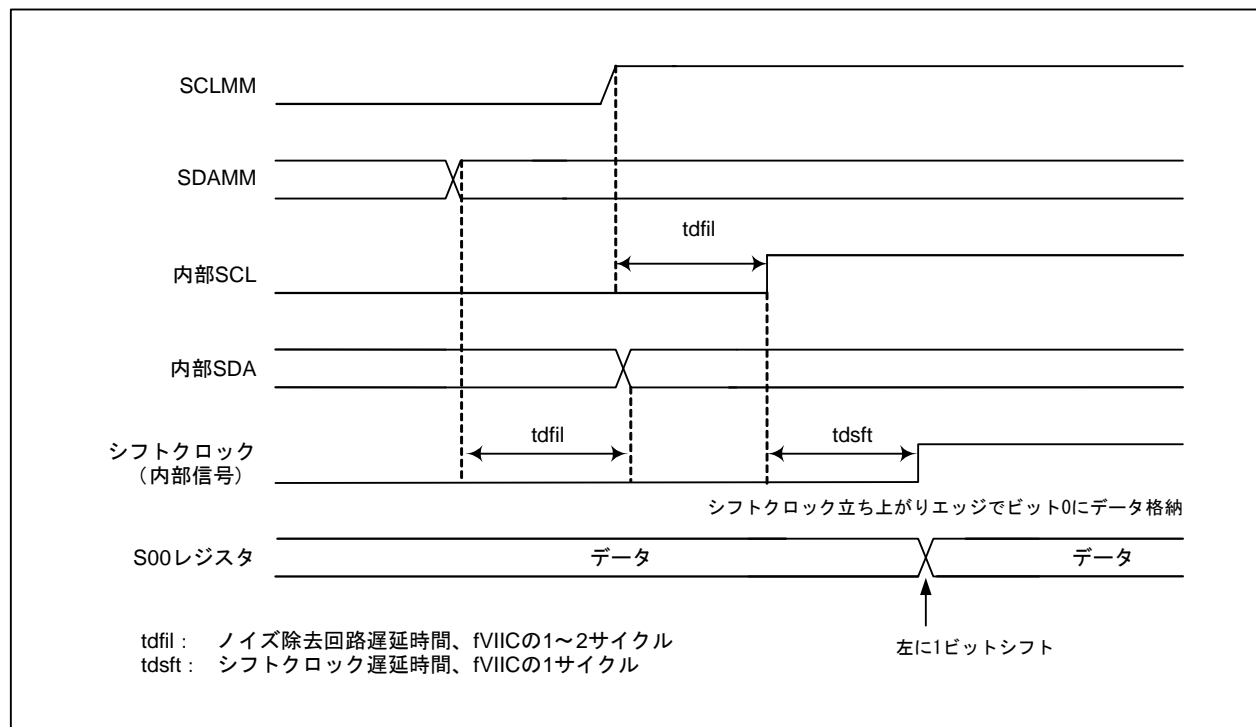 SCLMM
SDAMM
tdfil
内部SCL
内部SDA
tdfil
tdsft
シフトクロック
(内部信号)
シフトクロック立ち上がりエッジでビット0にデータ格納
S00レジスタ
データ
データ
tdfil : ノイズ除去回路遅延時間、fVIICの1~2サイクル
tdsft : シフトクロック遅延時間、fVIICの1サイクル
左に1ビットシフト